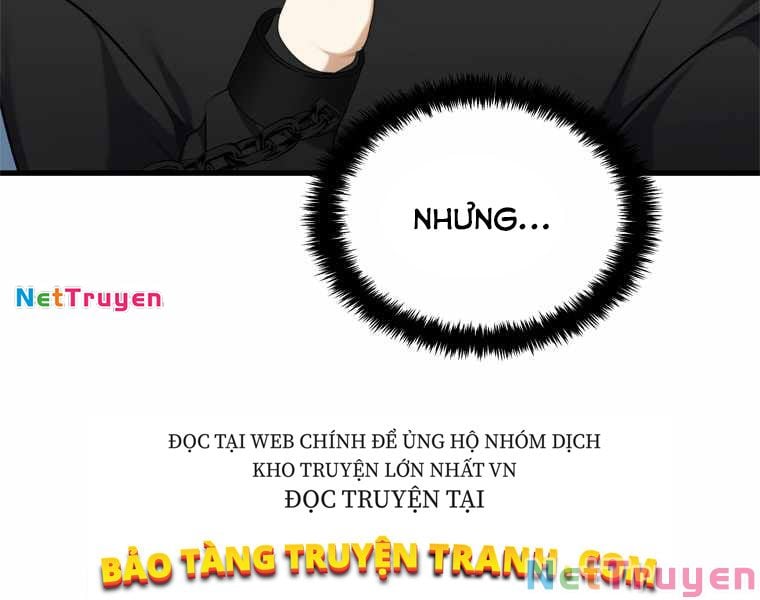 NHƯNG...
NetTruyen
ĐỌC TẠI WEB CHÍNH ĐỂ ỦNG HỘ NHÓM DỊCH
KHO TRUYỆN LỚN NHẤT VN
ĐỌC TRUYỆN TẠI
BẢO TÀNG TRUYỆN TRANH.COM
NetTruyen